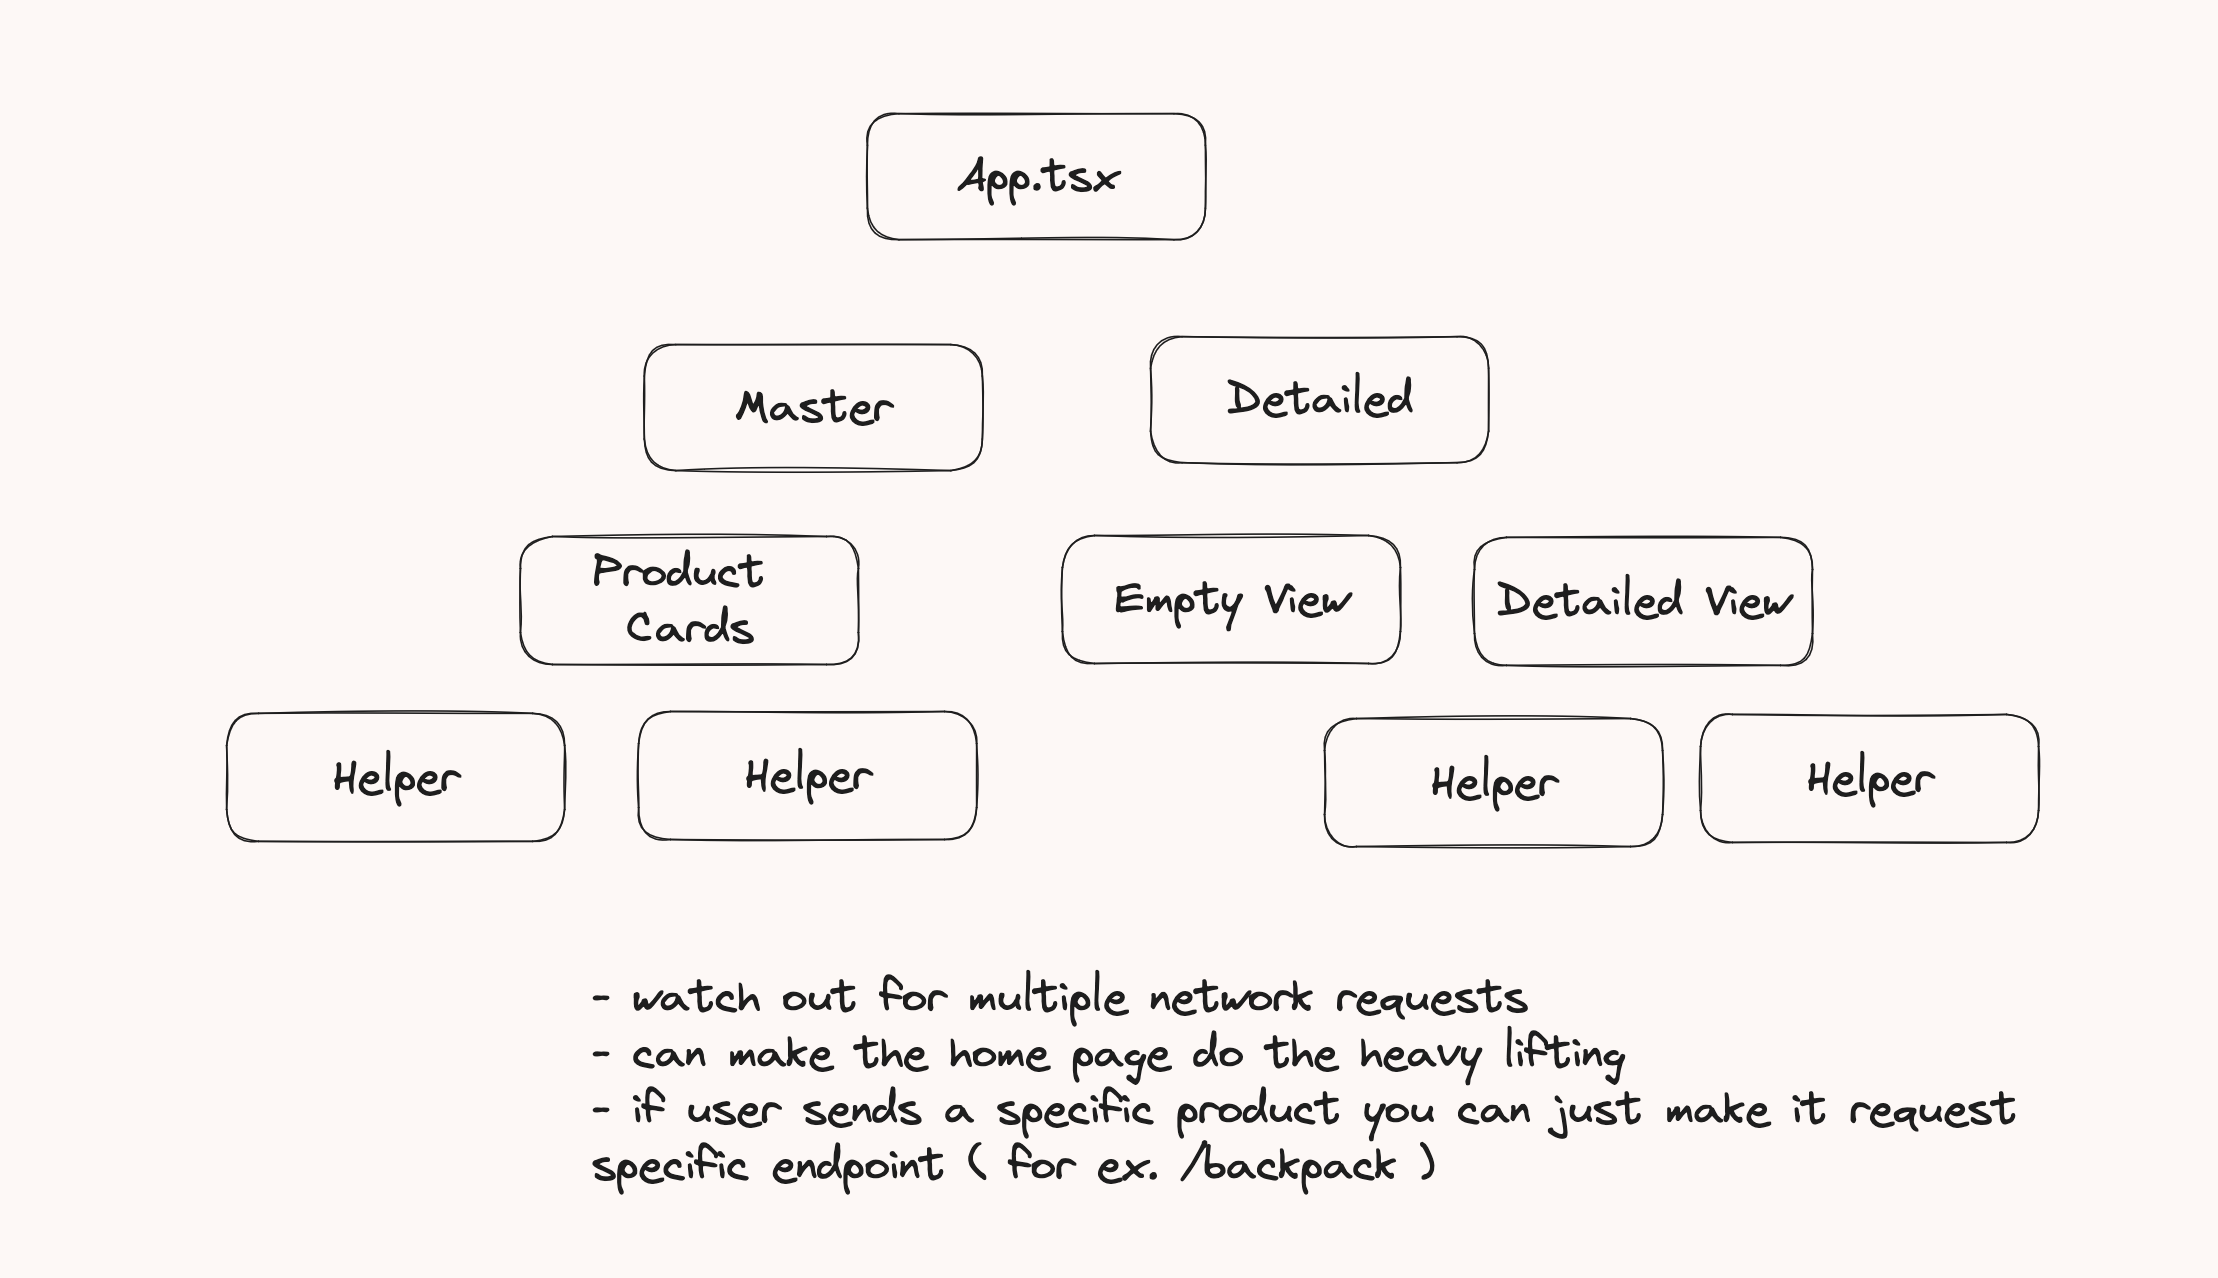 App.tsx
Master
Detailed
Product
Cards
Empty View
Detailed View
Helper
Helper
Helper
Helper
- watch out for multiple network requests
- can make the home page do the heavy lifting
- if user sends a specific product you can just make it request
specific endpoint ( for ex. /backpack )